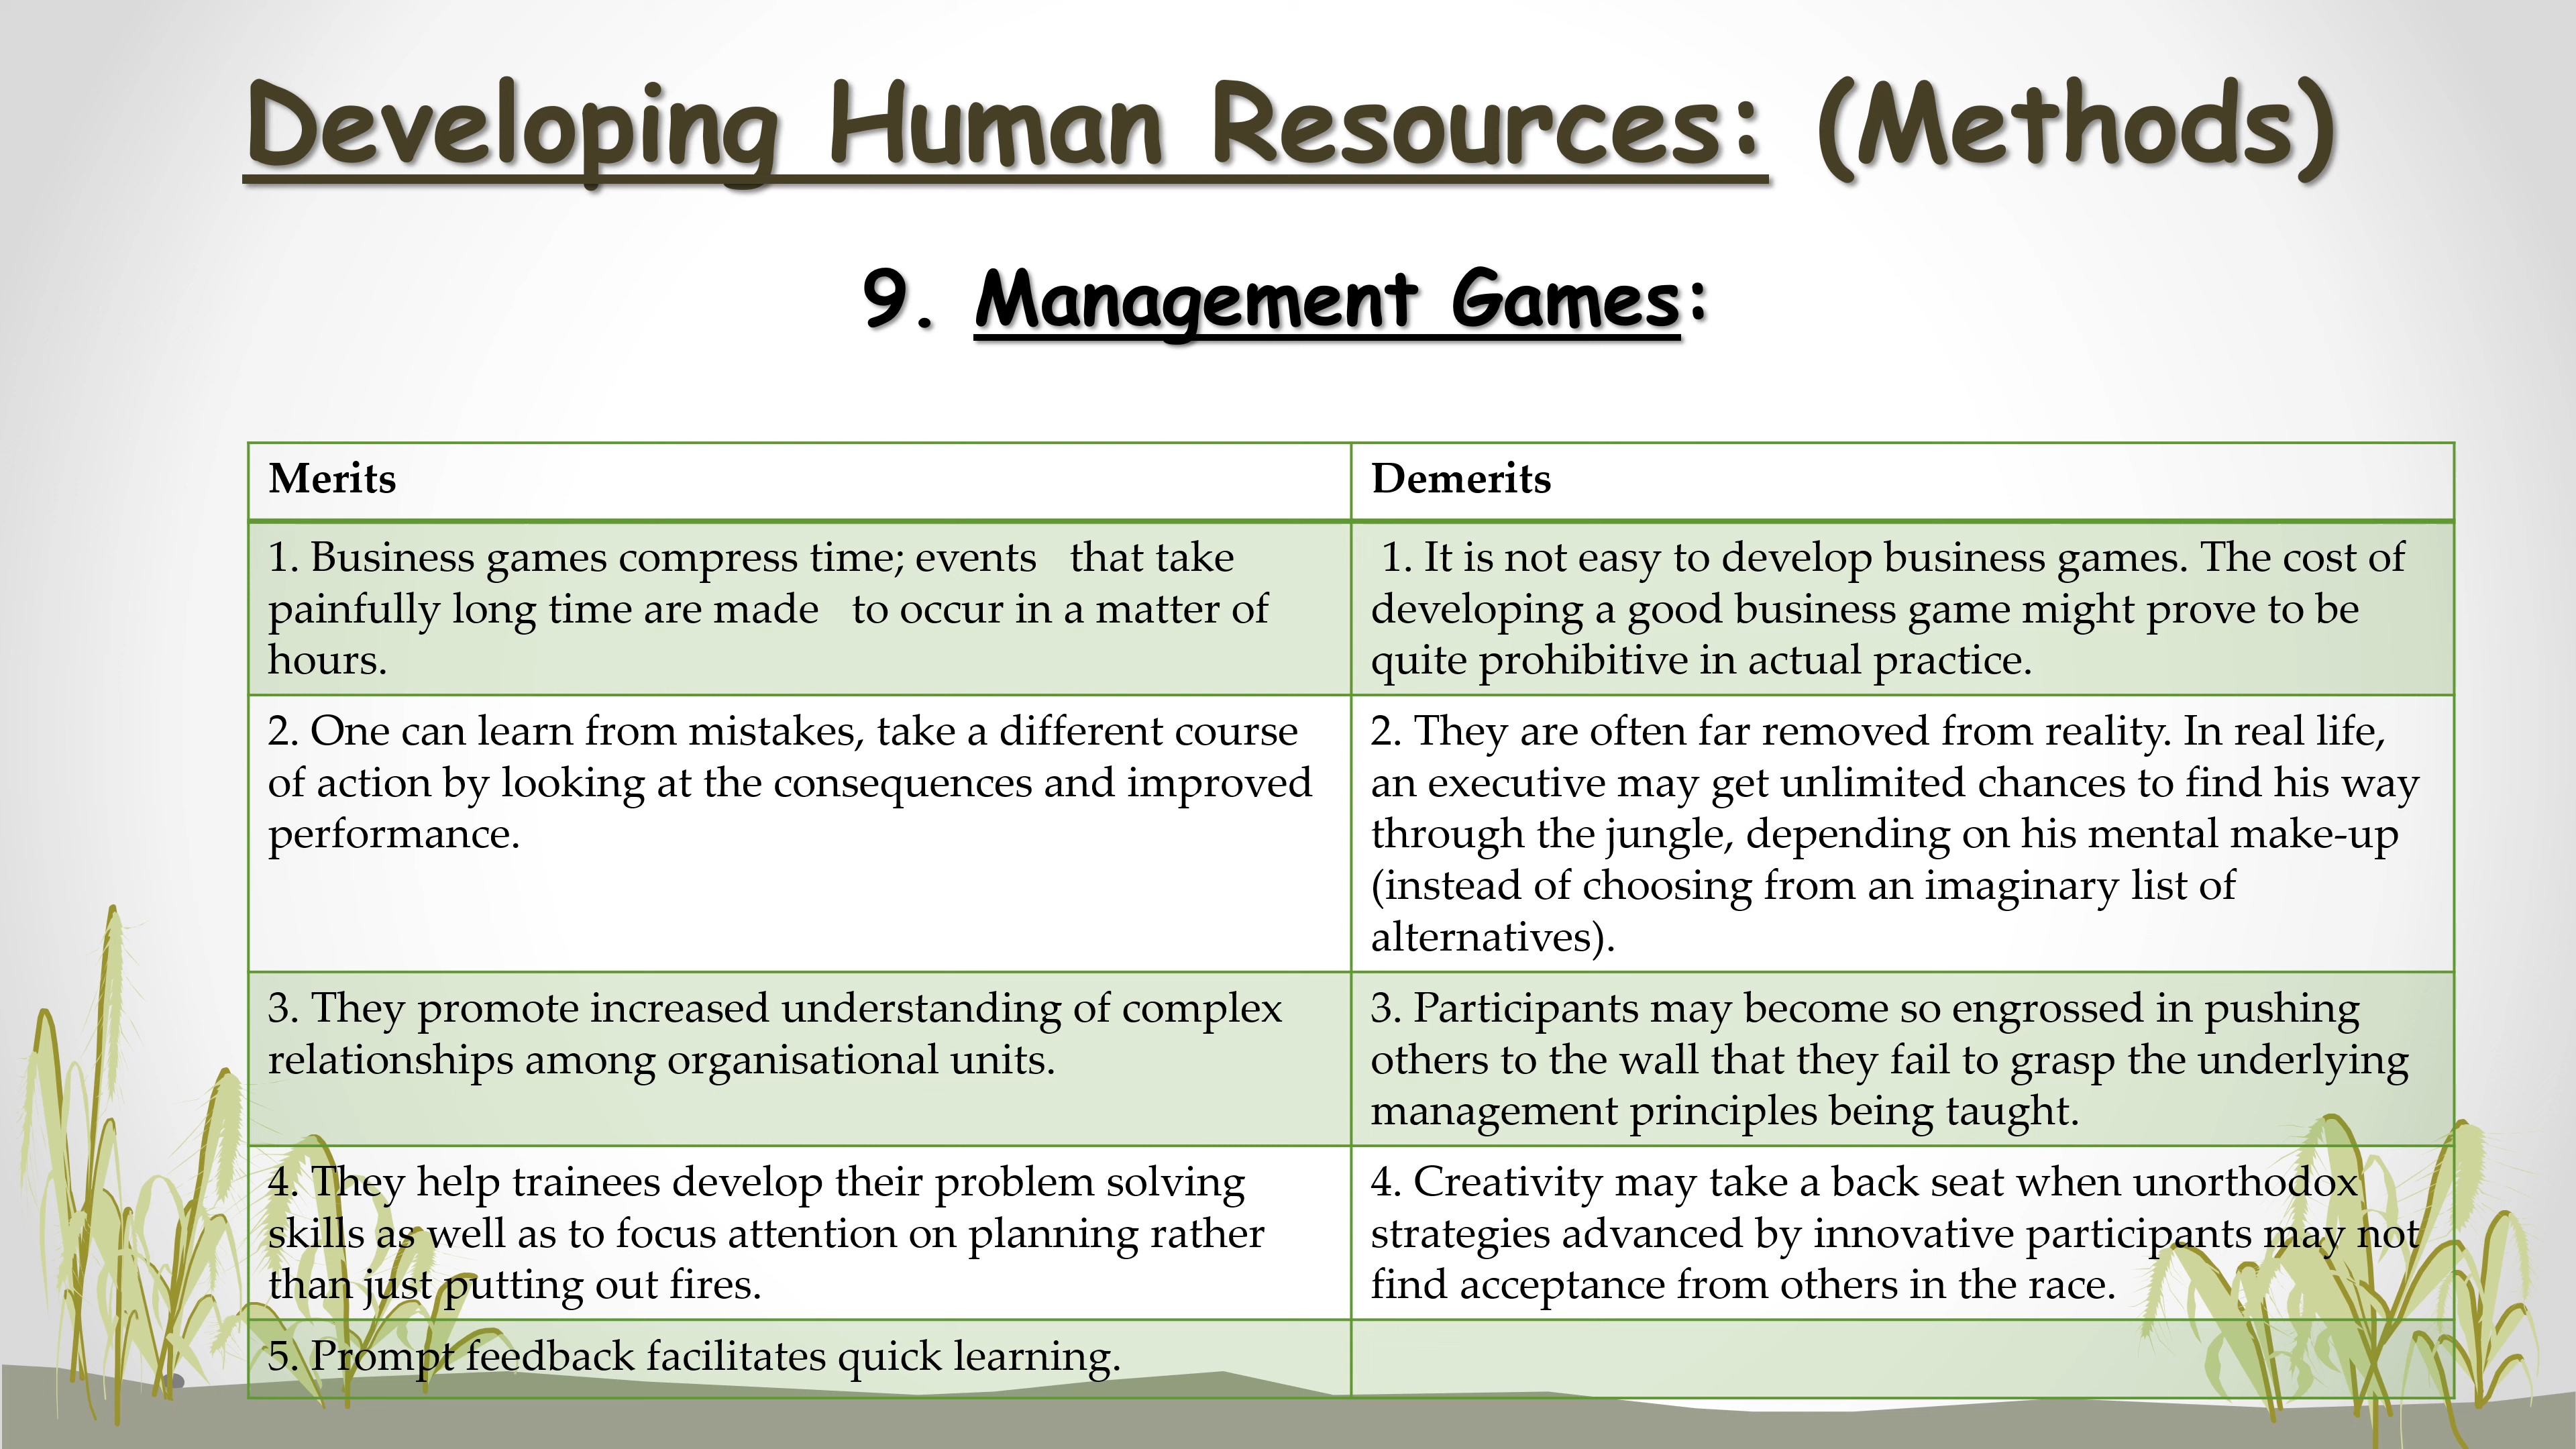 Developing Human Resources: (Methods)
9. Management Games:
Merits
Demerits
1. Business games compress time; events that take
painfully long time are made to occur in a matter of
hours.
1. It is not easy to develop business games. The cost of
developing a good business game might prove to be
quite prohibitive in actual practice.
2. One can learn from mistakes, take a different course
of action by looking at the consequences and improved
performance.
2. They are often far removed from reality. In real life,
an executive may get unlimited chances to find his way
through the jungle, depending on his mental make-up
(instead of choosing from an imaginary list of
alternatives).
3. They promote increased understanding of complex
relationships among organisational units.
3. Participants may become so engrossed in pushing
others to the wall that they fail to grasp the underlying
management principles being taught.
4. They help trainees develop their problem solving
skills as well as to focus attention on planning rather
than just putting out fires.
4. Creativity may take a back seat when unorthodox
strategies advanced by innovative participants may not
find acceptance from others in the race.
5. Prompt feedback facilitates quick learning.